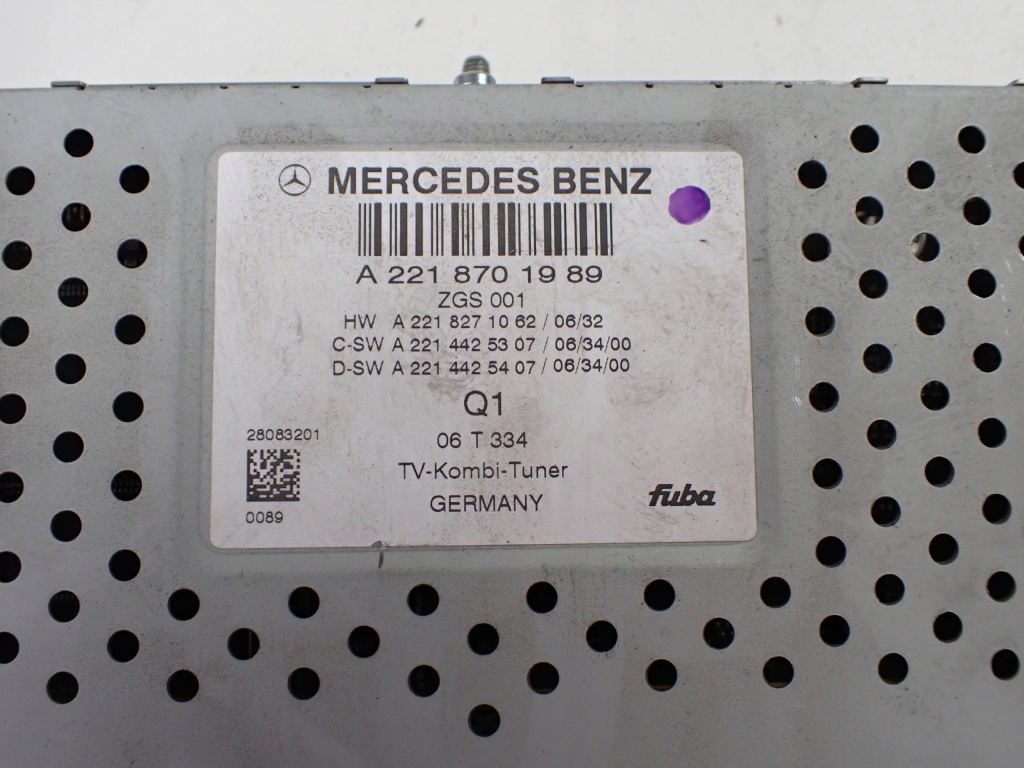 MERCEDES BENZ
A 221 870 19 89
ZGS 001
HW A 221 827 10 62 / 06/32
C-SW A 221 442 53 07 / 06/34/00
D-SW A 221 442 54 07 / 06/34/00
Q1
28083201
06 T 334
TV-Kombi-Tuner
0089
GERMANY
fuba